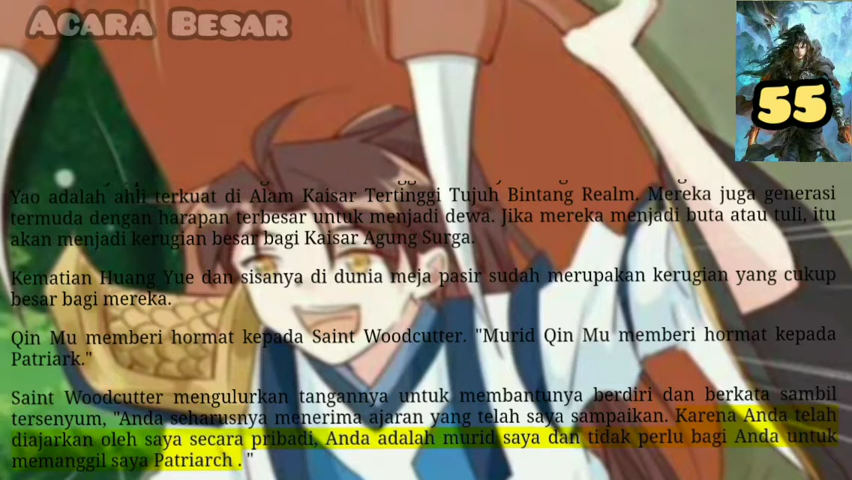 Acara Besar
55
Yao adalah ahli terkuat di Alam Kaisar Tertinggi Tujuh Bintang Realm. Mereka juga generasi
termuda dengan harapan terbesar untuk menjadi dewa. Jika mereka menjadi buta atau tuli, itu
akan menjadi kerugian besar bagi Kaisar Agung Surga.
Kematian Huang Yue dan sisanya di dunia meja pasir sudah merupakan kerugian yang cukup
besar bagi mereka.
Qin Mu memberi hormat kepada Saint Woodcutter. "Murid Qin Mu memberi hormat kepada
Patriark."
Saint Woodcutter mengulurkan tangannya untuk membantunya berdiri dan berkata sambil
tersenyum, "Anda seharusnya menerima ajaran yang telah saya sampaikan. Karena Anda telah
diajarkan oleh saya secara pribadi, Anda adalah murid saya dan tidak perlu bagi Anda untuk
memanggil saya Patriarch . "